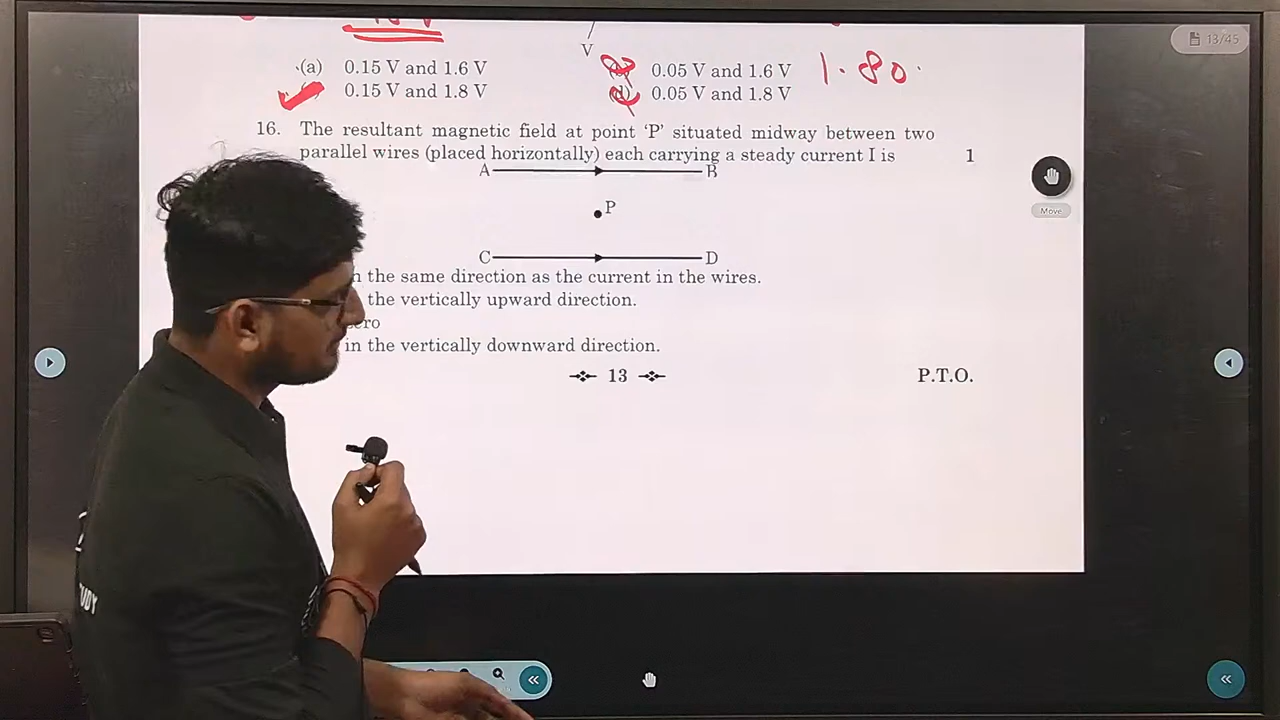 13/45
V
(a) 0.15 V and 1.6 V 0.05 V and 1.6 V 1.80
0.15 V and 1.8 V (d) 0.05 V and 1.8 V
16. The resultant magnetic field at point ‘P’ situated midway between two
parallel wires (placed horizontally) each carrying a steady current I is 1
A B
Move
P
C D
the same direction as the current in the wires.
the vertically upward direction.
zero
in the vertically downward direction.
13 P.T.O.